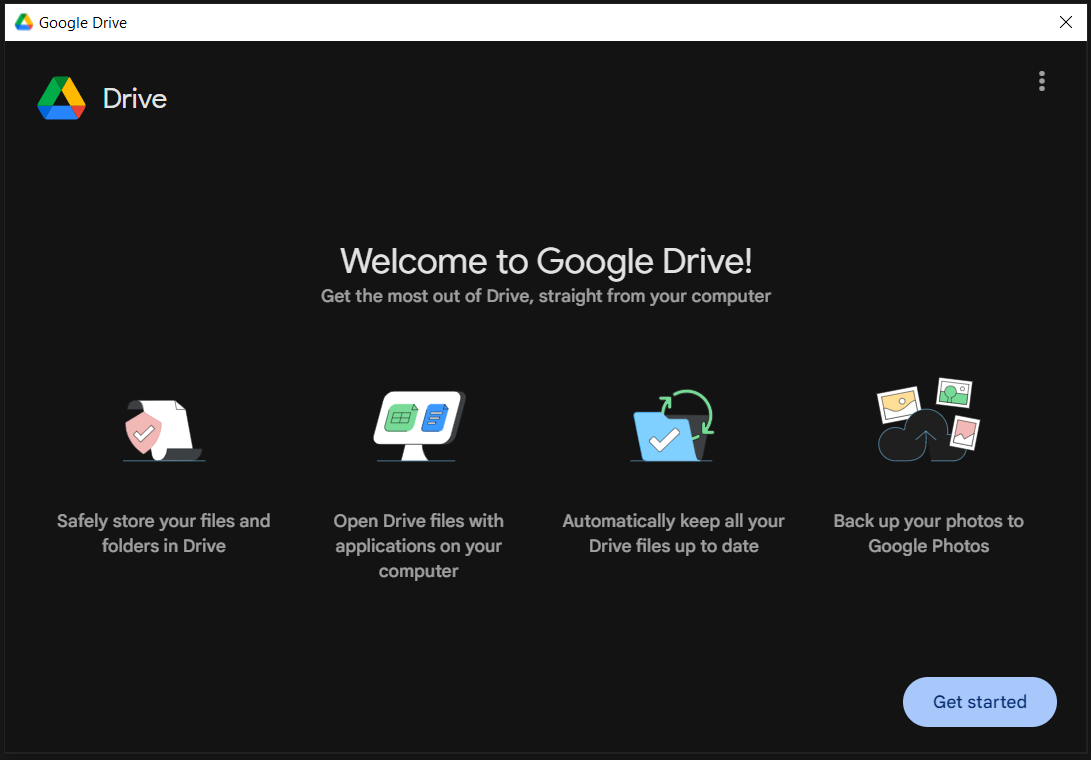 Google Drive
Drive
Welcome to Google Drive!
Get the most out of Drive, straight from your computer
Safely store your files and
folders in Drive
Open Drive files with
applications on your
computer
Automatically keep all your
Drive files up to date
Back up your photos to
Google Photos
Get started